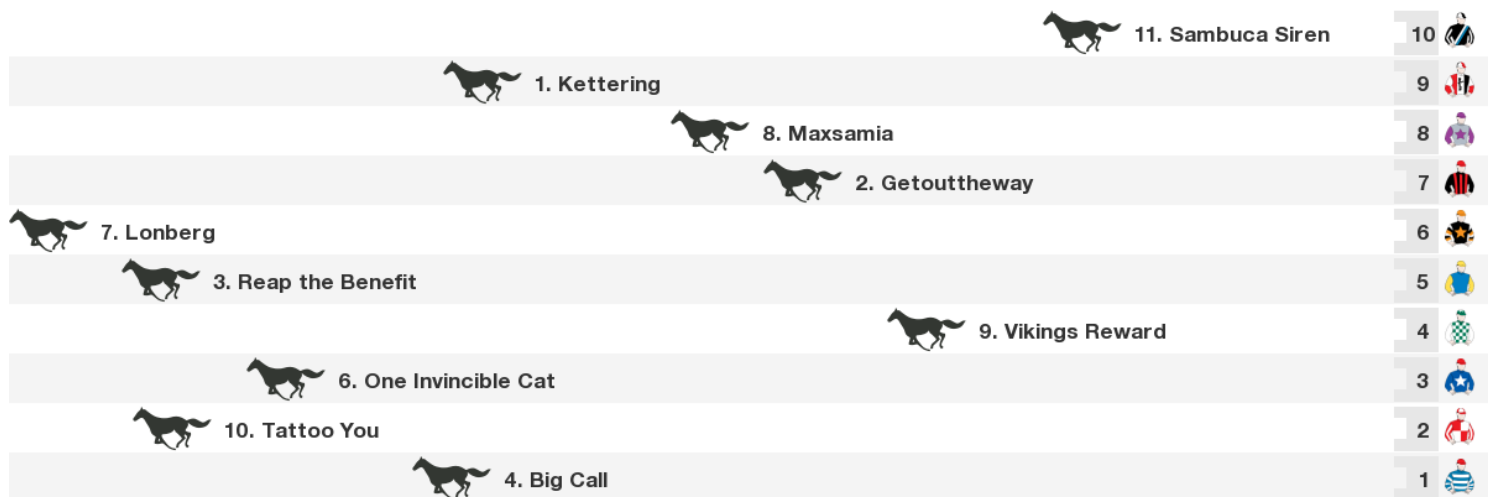 11. Sambuca Siren 10
1. Kettering 9
8. Maxsamia 8
2. Getouttheway 7
7. Lonberg 6
3. Reap the Benefit 5
9. Vikings Reward 4
6. One Invincible Cat 3
10. Tattoo You 2
4. Big Call 1